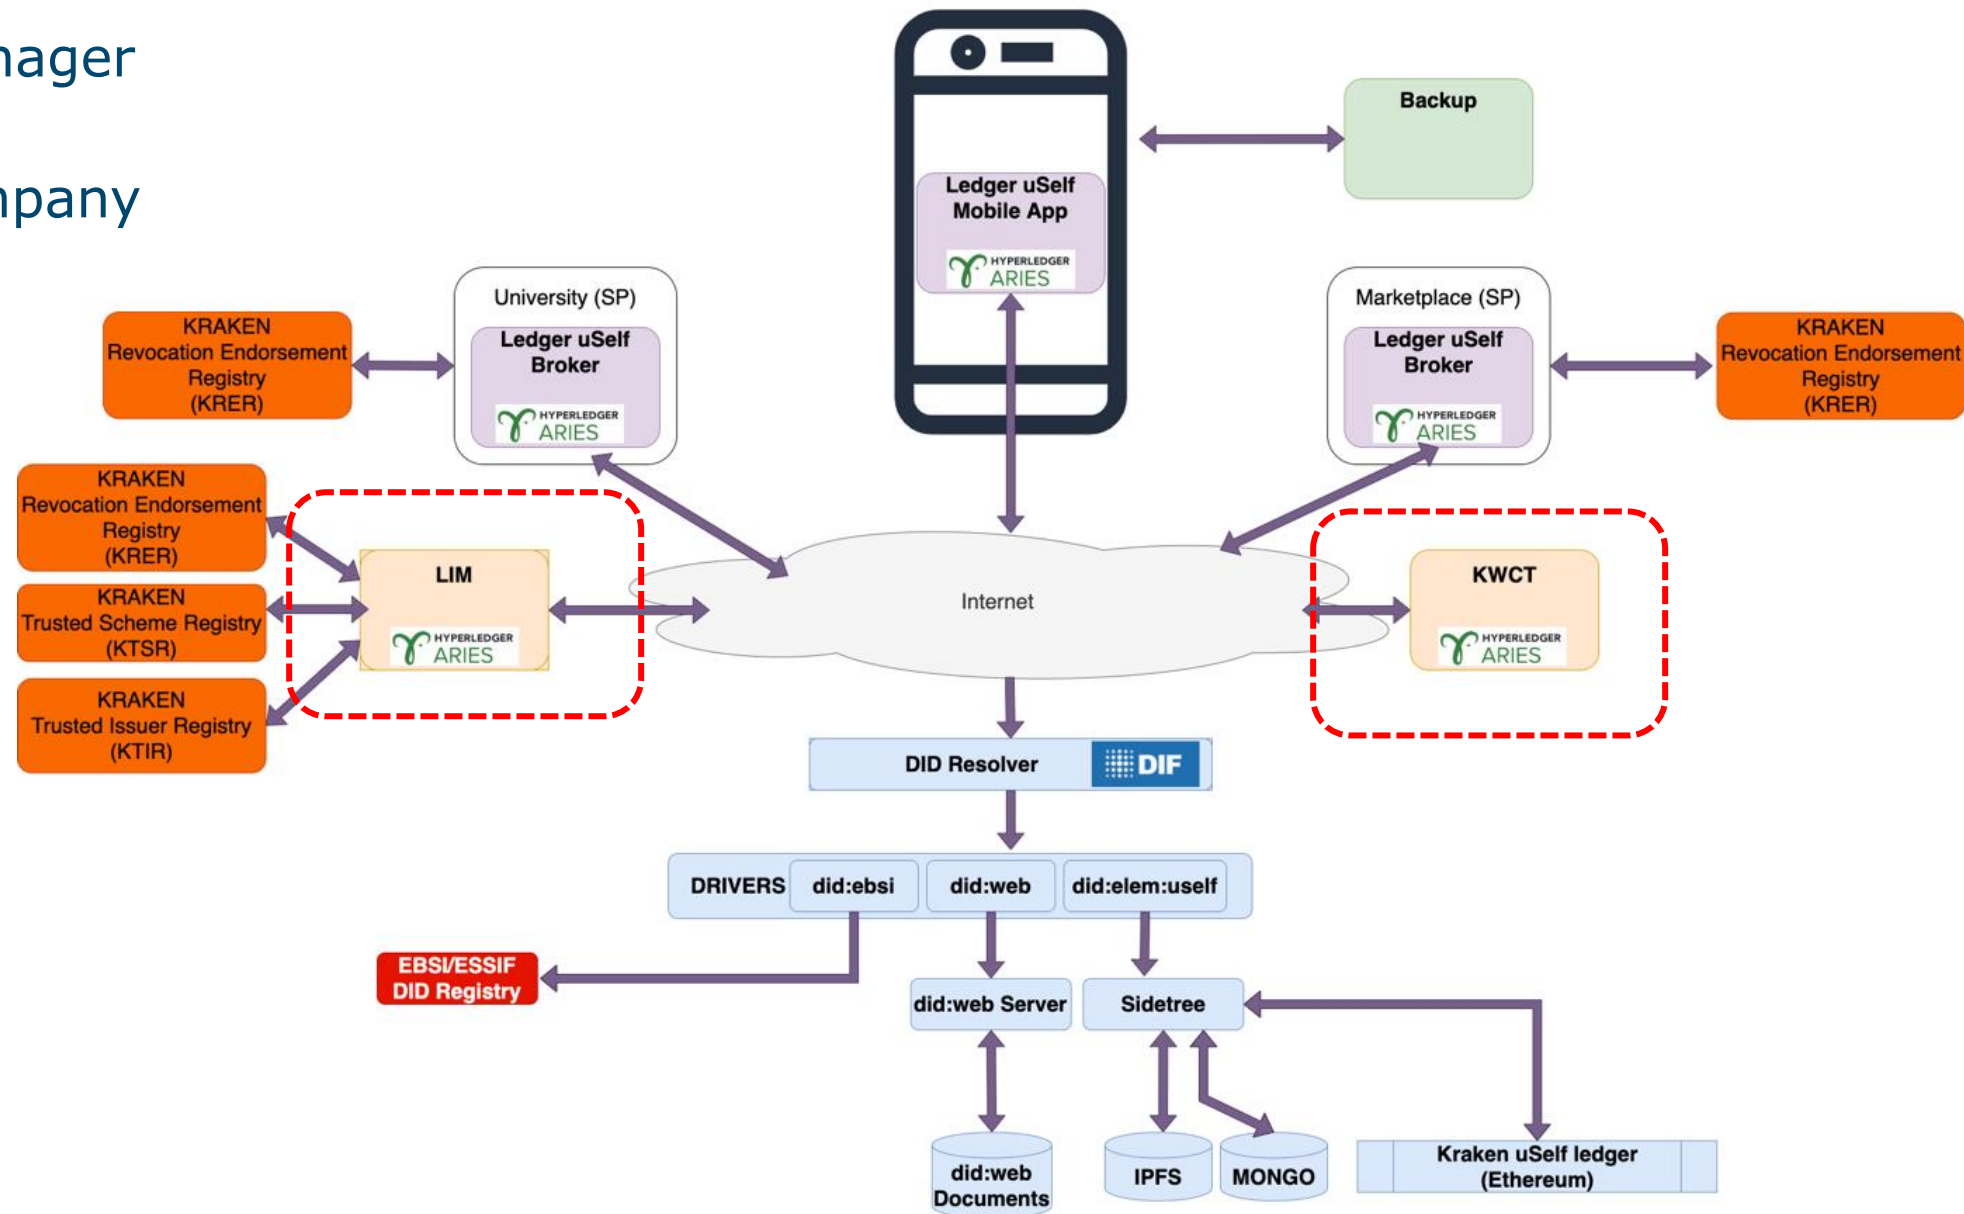 nager
npany
Backup
Ledger uSelf
Mobile App
HYPERLEDGER
ARIES
University (SP)
Ledger uSelf
Broker
HYPERLEDGER
ARIES
Marketplace (SP)
Ledger uSelf
Broker
HYPERLEDGER
ARIES
KRAKEN
Revocation Endorsement
Registry
(KRER)
KRAKEN
Revocation Endorsement
Registry
(KRER)
KRAKEN
Revocation Endorsement
Registry
(KRER)
KRAKEN
Trusted Scheme Registry
(KTSR)
KRAKEN
Trusted Issuer Registry
(KTIR)
LIM
HYPERLEDGER
ARIES
Internet
KWCT
HYPERLEDGER
ARIES
DID Resolver
DIF
DRIVERS
did:ebsi
did:web
did:elem:uself
EBSI/ESSIF
DID Registry
did:web Server
Sidetree
did:web
Documents
IPFS
MONGO
Kraken uSelf ledger
(Ethereum)